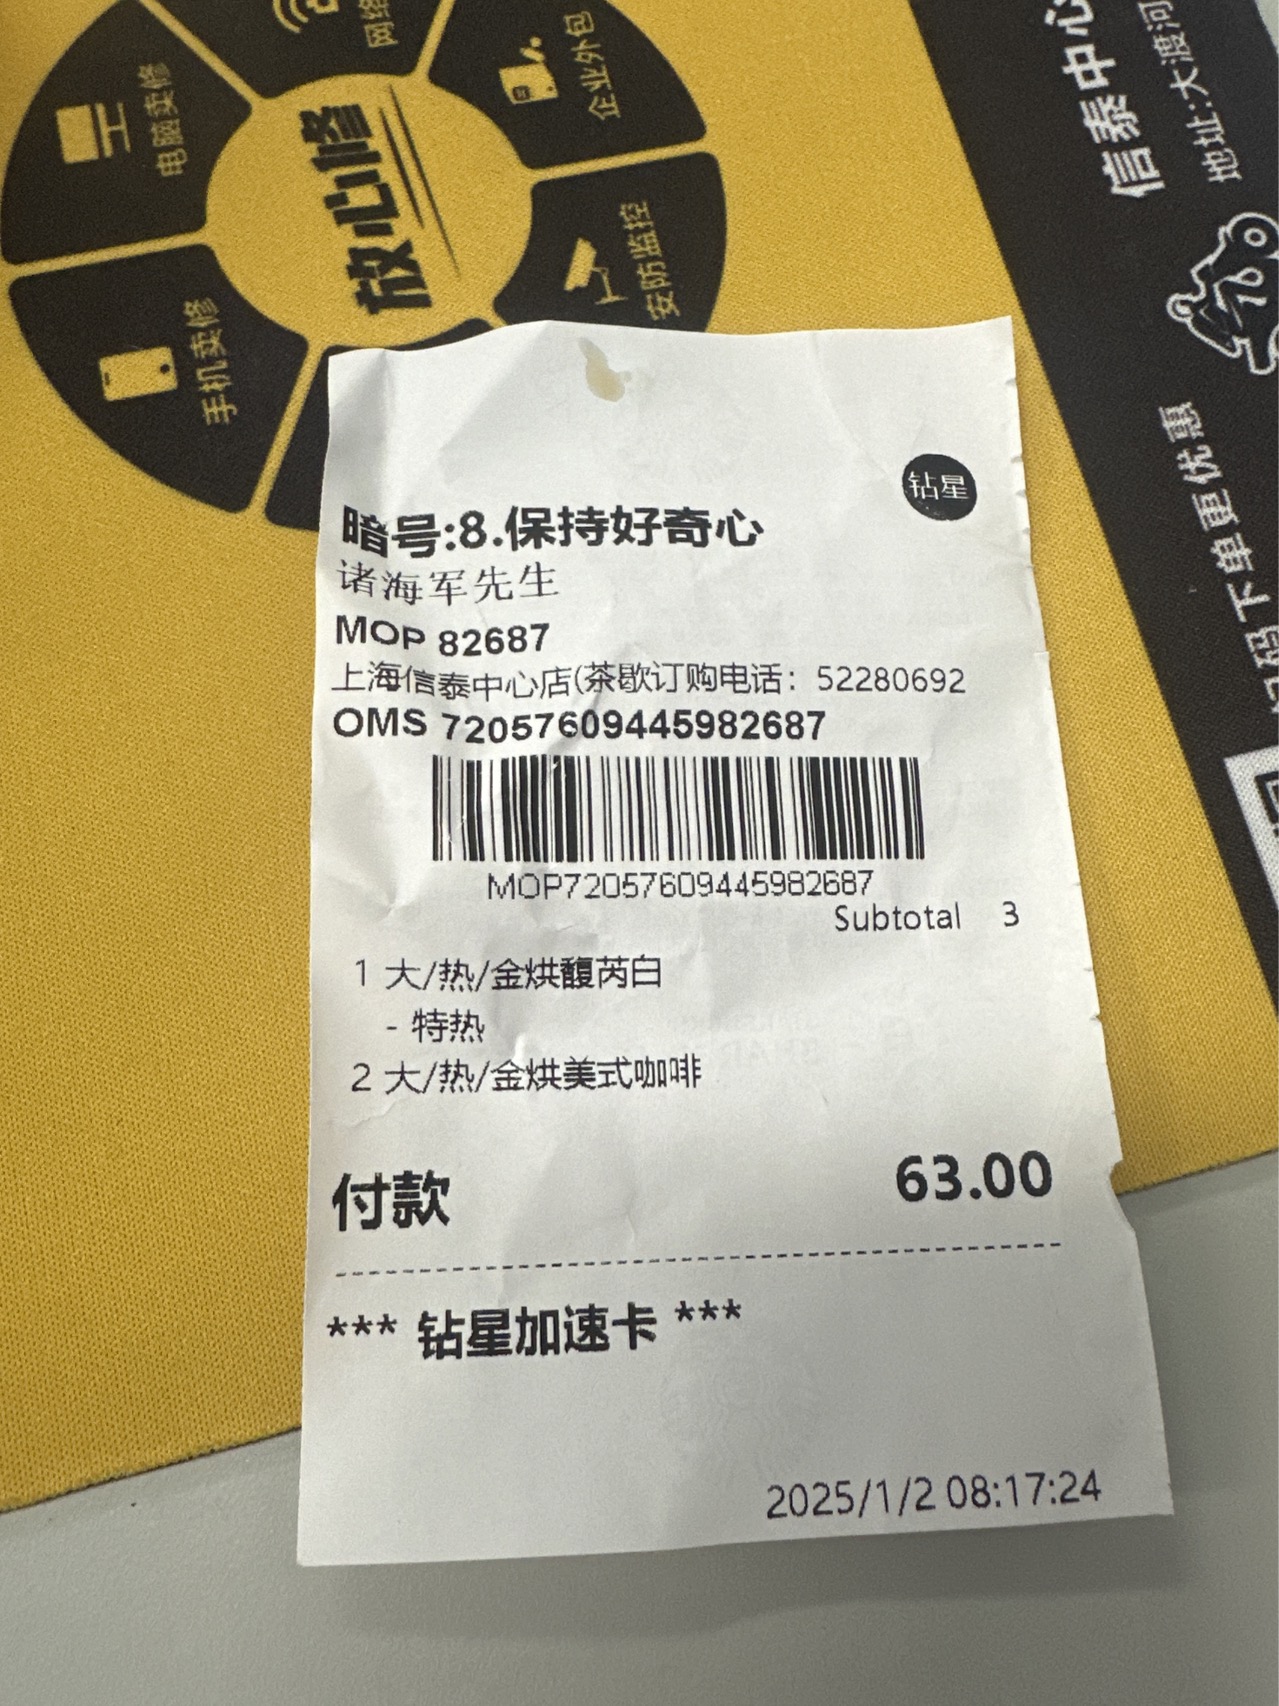 网络
企业外包
电脑卖修
放心修
安防监控
手机卖修
信泰中心
地址:大渡河
扫码下单更优惠
钻星
暗号:8.保持好奇心
诸海军先生
MOP 82687
上海信泰中心店(茶歇订购电话：52280692
OMS 72057609445982687
MOP72057609445982687
Subtotal 3
1 大/热/金烘馥芮白
- 特热
2 大/热/金烘美式咖啡
付款 63.00
*** 钻星加速卡 ***
2025/1/2 08:17:24